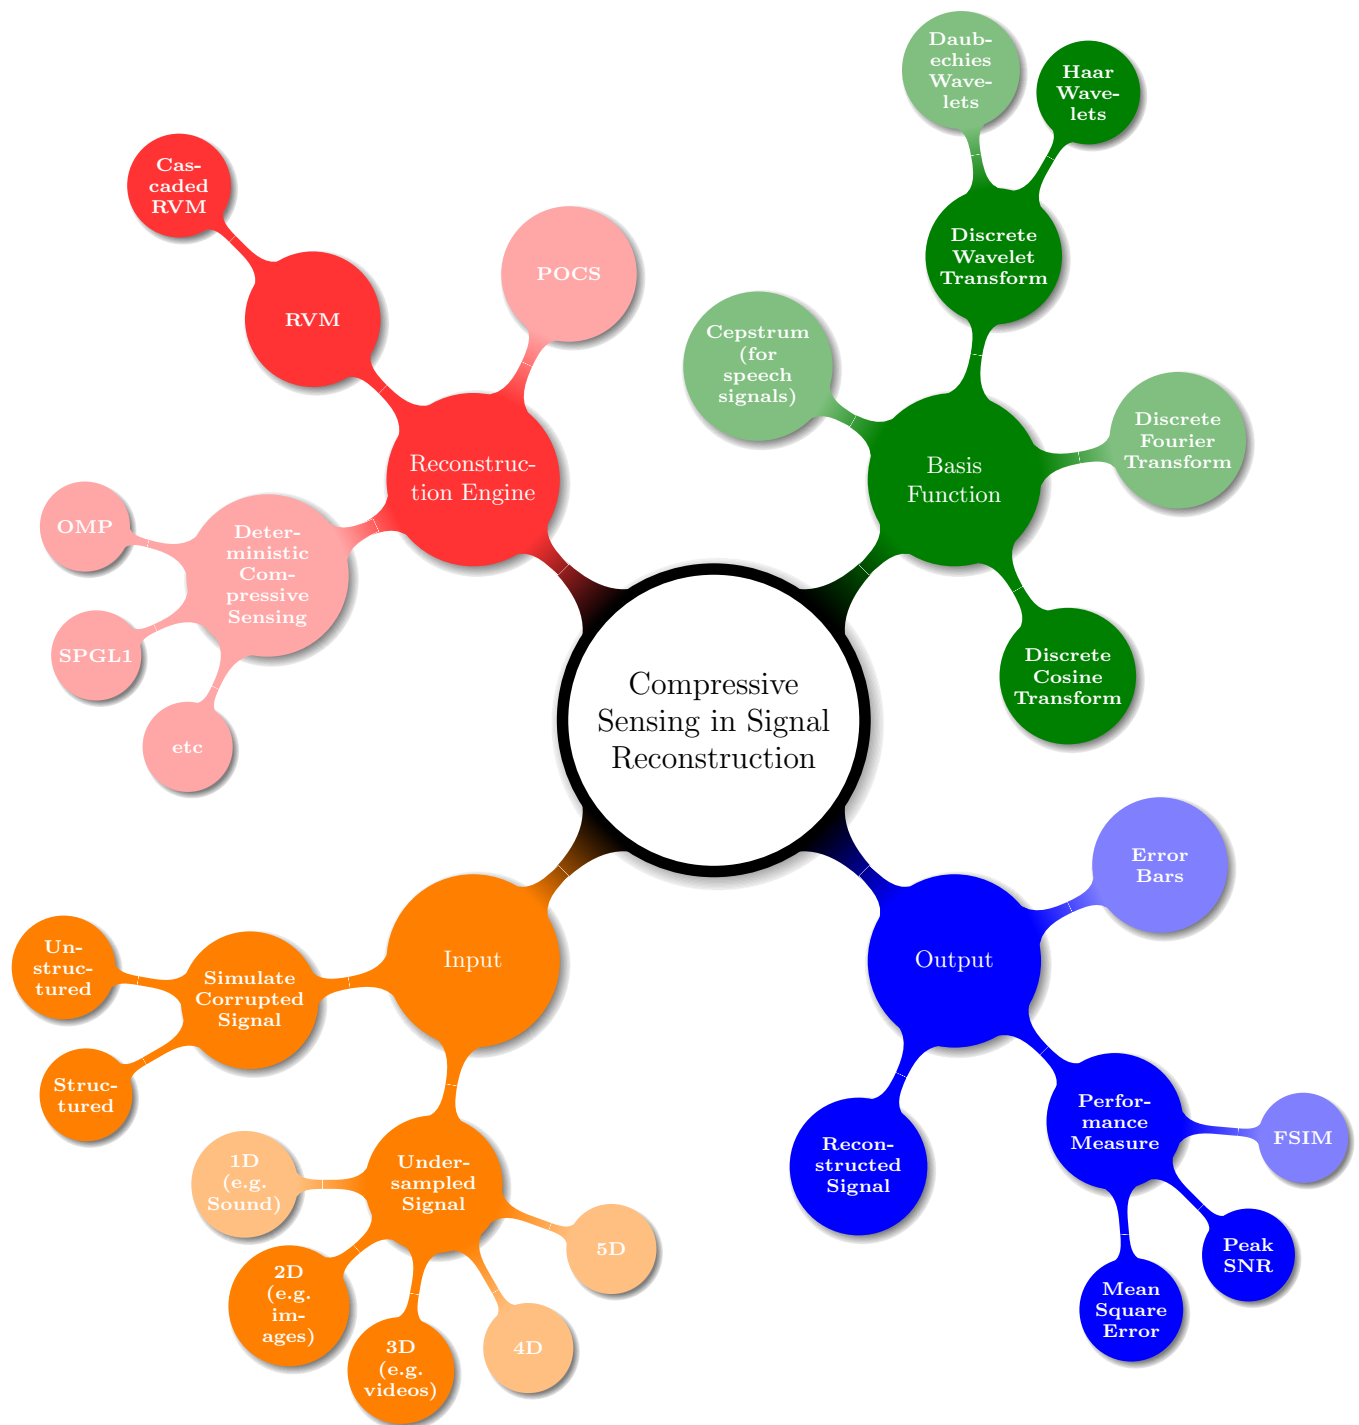 Compressive
Sensing in Signal
Reconstruction
Reconstruc-
tion Engine
POCS
RVM
Cas-
caded
RVM
Deter-
ministic
Com-
pressive
Sensing
OMP
SPGL1
etc
Basis
Function
Cepstrum
(for
speech
signals)
Discrete
Wavelet
Transform
Daub-
echies
Wave-
lets
Haar
Wave-
lets
Discrete
Fourier
Transform
Discrete
Cosine
Transform
Input
Simulate
Corrupted
Signal
Un-
struc-
tured
Struc-
tured
Under-
sampled
Signal
1D
(e.g.
Sound)
2D
(e.g.
im-
ages)
3D
(e.g.
videos)
4D
5D
Output
Error
Bars
Perfor-
mance
Measure
FSIM
Peak
SNR
Mean
Square
Error
Recon-
structed
Signal